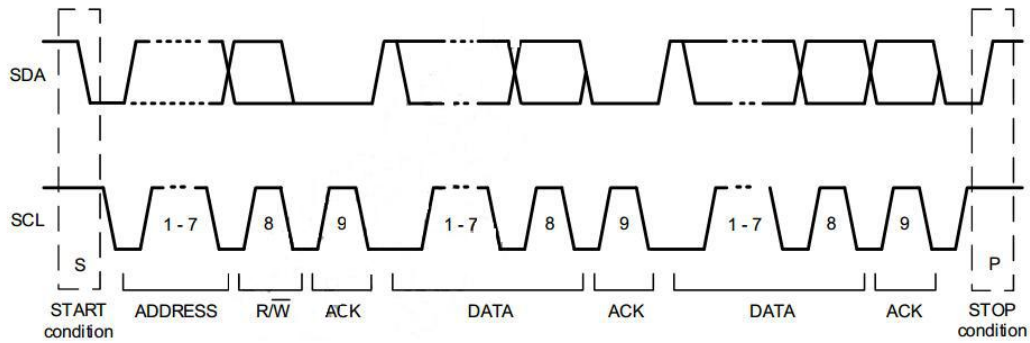 SDA
SCL
1 - 7
8
9
1 - 7
8
9
1 - 7
8
9
S
P
START
condition
ADDRESS
R/W̅
ACK
DATA
ACK
DATA
ACK
STOP
condition